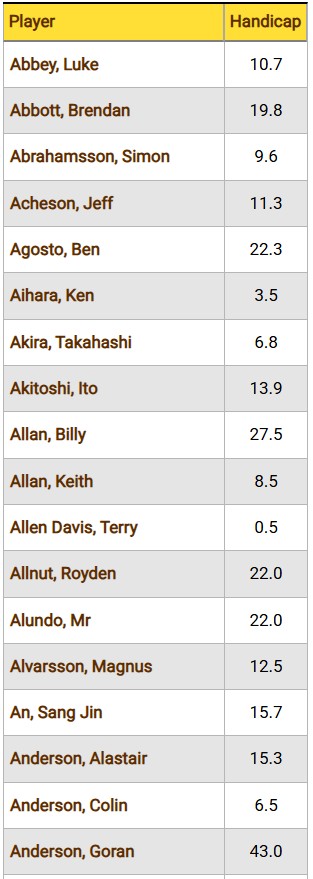 Player Handicap
Abbey, Luke 10.7
Abbott, Brendan 19.8
Abrahamsson, Simon 9.6
Acheson, Jeff 11.3
Agosto, Ben 22.3
Aihara, Ken 3.5
Akira, Takahashi 6.8
Akitoshi, Ito 13.9
Allan, Billy 27.5
Allan, Keith 8.5
Allen Davis, Terry 0.5
Allnut, Royden 22.0
Alundo, Mr 22.0
Alvarsson, Magnus 12.5
An, Sang Jin 15.7
Anderson, Alastair 15.3
Anderson, Colin 6.5
Anderson, Goran 43.0